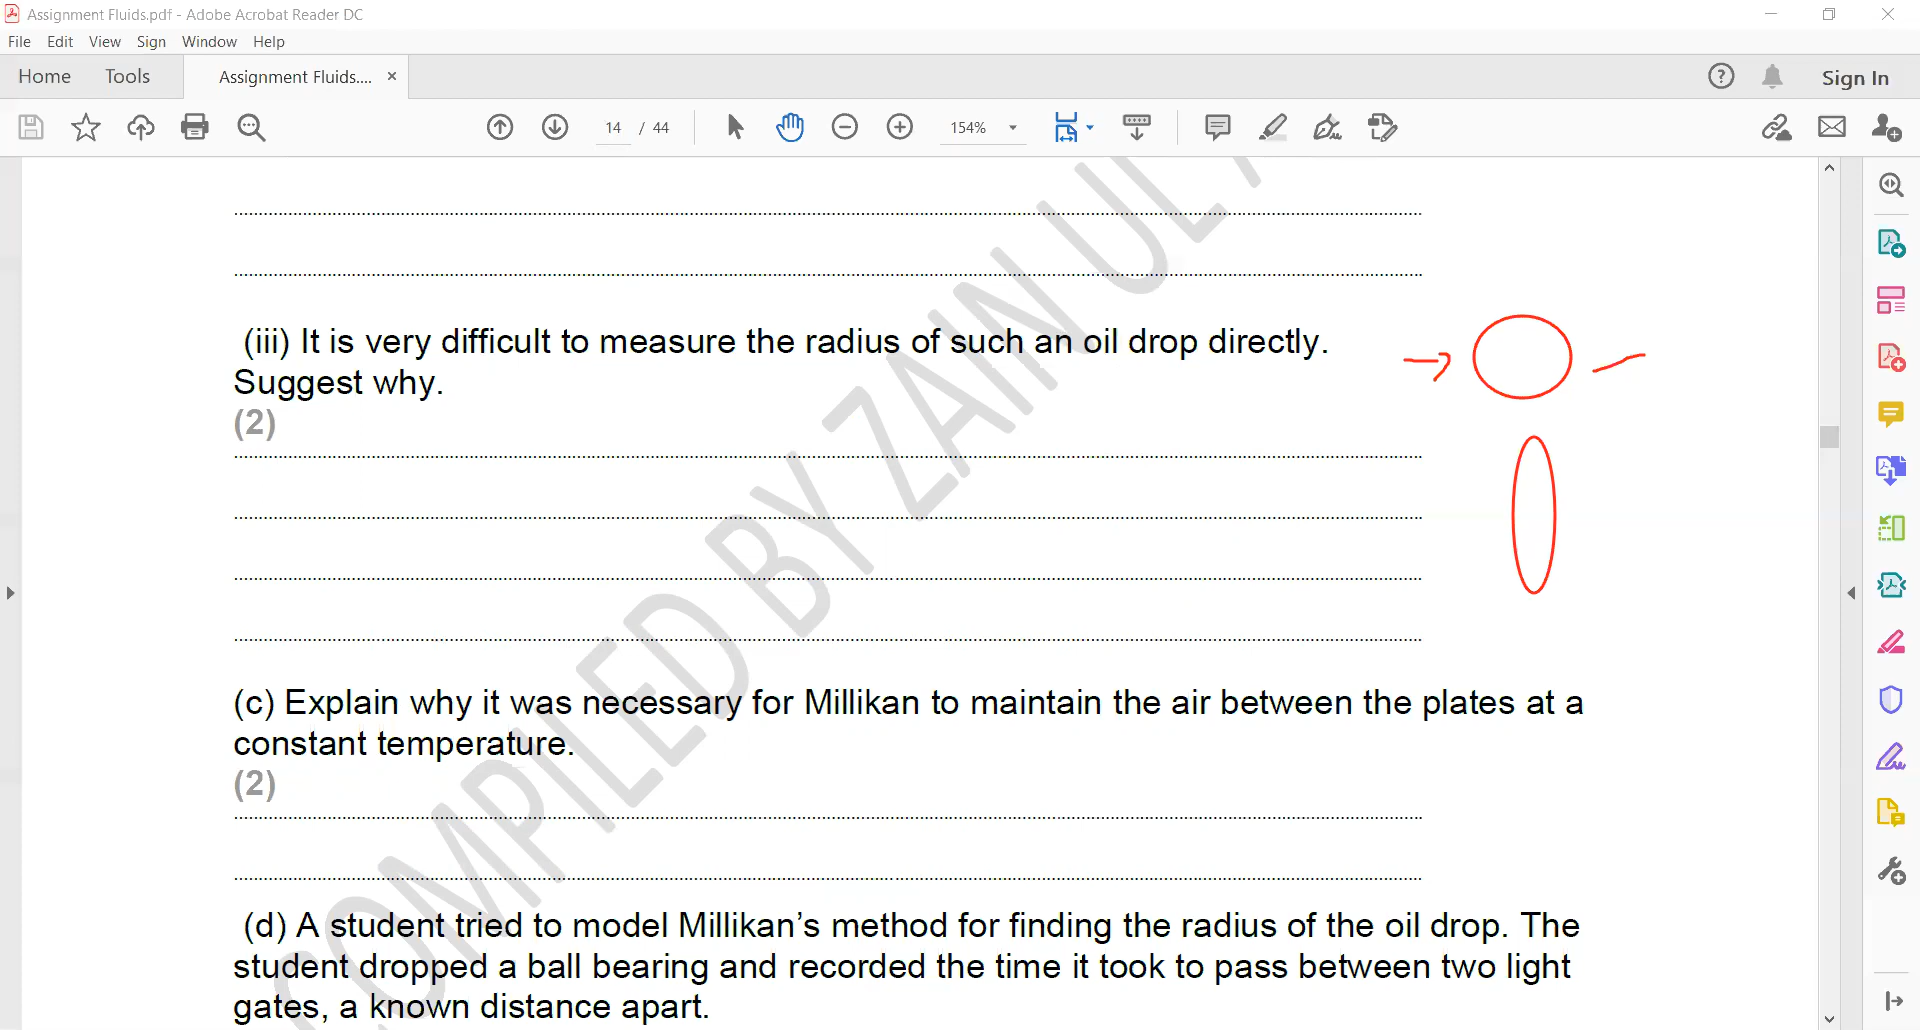 Assignment Fluids.pdf - Adobe Acrobat Reader DC
File Edit View Sign Window Help
Home Tools Assignment Fluids.... × Sign In
14 / 44 154%
(iii) It is very difficult to measure the radius of such an oil drop directly.
Suggest why.
(2)
(c) Explain why it was necessary for Millikan to maintain the air between the plates at a
constant temperature.
(2)
(d) A student tried to model Millikan’s method for finding the radius of the oil drop. The
student dropped a ball bearing and recorded the time it took to pass between two light
gates, a known distance apart.
COMPILED BY ZAIN UL